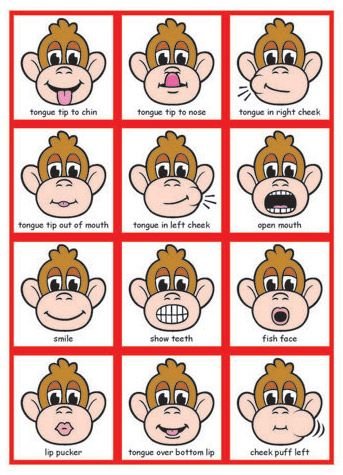 tongue tip to chin
tongue tip to nose
tongue in right cheek
tongue tip out of mouth
tongue in left cheek
open mouth
smile
show teeth
fish face
lip pucker
tongue over bottom lip
cheek puff left